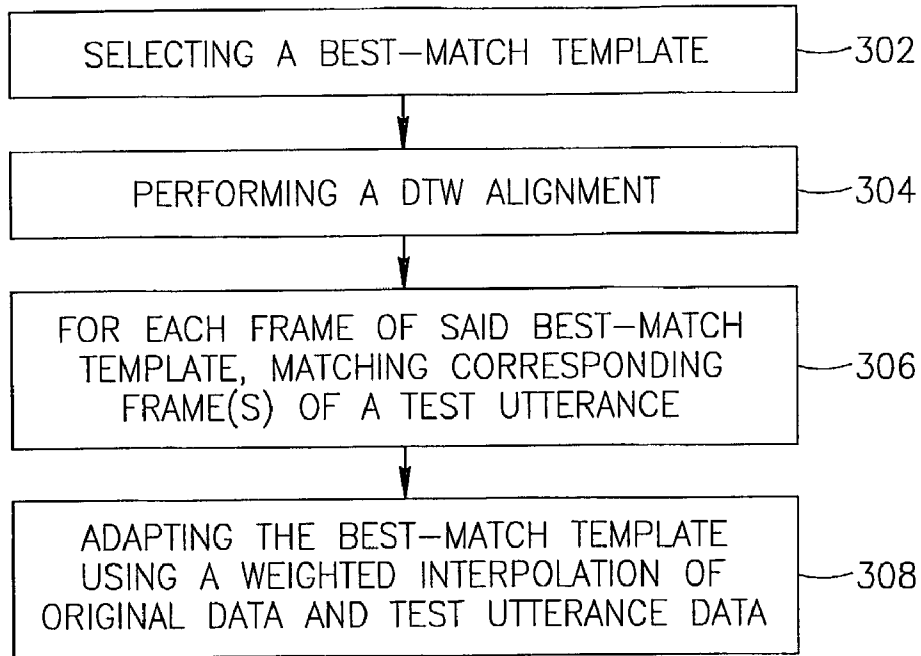 SELECTING A BEST-MATCH TEMPLATE
302
PERFORMING A DTW ALIGNMENT
304
FOR EACH FRAME OF SAID BEST-MATCH
TEMPLATE, MATCHING CORRESPONDING
FRAME(S) OF A TEST UTTERANCE
306
ADAPTING THE BEST-MATCH TEMPLATE
USING A WEIGHTED INTERPOLATION OF
ORIGINAL DATA AND TEST UTTERANCE DATA
308